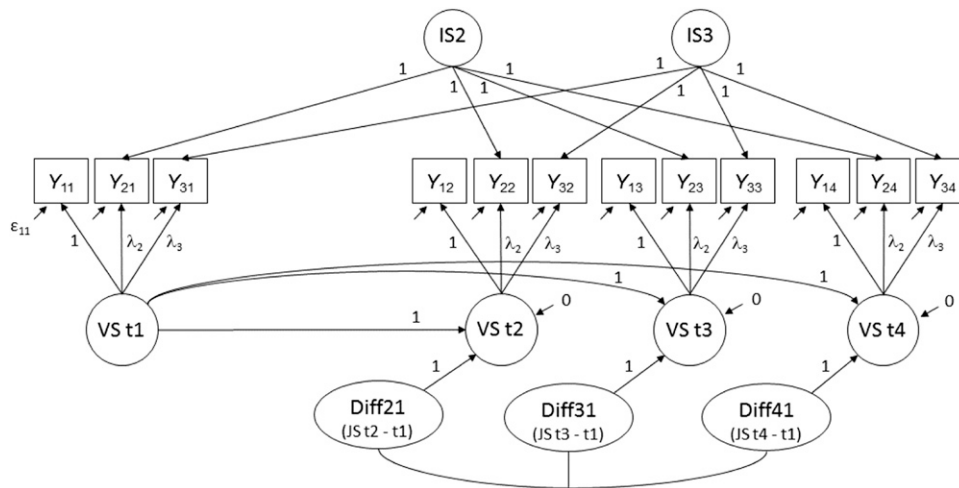 IS2 IS3
1 1 1 1 1 1 1 1
Y₁₁ Y₂₁ Y₃₁ Y₁₂ Y₂₂ Y₃₂ Y₁₃ Y₂₃ Y₃₃ Y₁₄ Y₂₄ Y₃₄
ε₁₁
1 λ₂ λ₃ 1 λ₂ λ₃ 1 λ₂ λ₃ 1 λ₂ λ₃
1 1
0 0 0
1
VS t1 VS t2 VS t3 VS t4
1 1 1
Diff21 Diff31 Diff41
(JS t2 - t1) (JS t3 - t1) (JS t4 - t1)